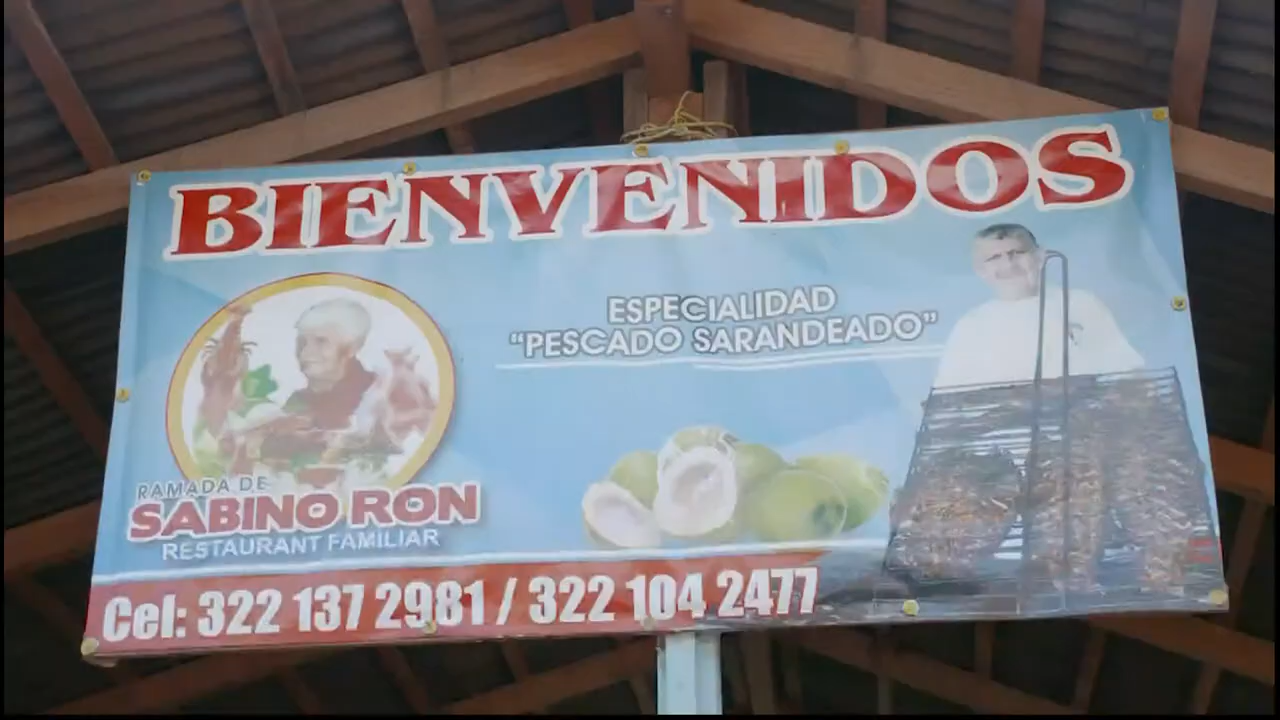 BIENVENIDOS
ESPECIALIDAD
"PESCADO SARANDEADO"
RAMADA DE
SABINO RON
RESTAURANT FAMILIAR
Cel: 322 137 2981 / 322 104 2477